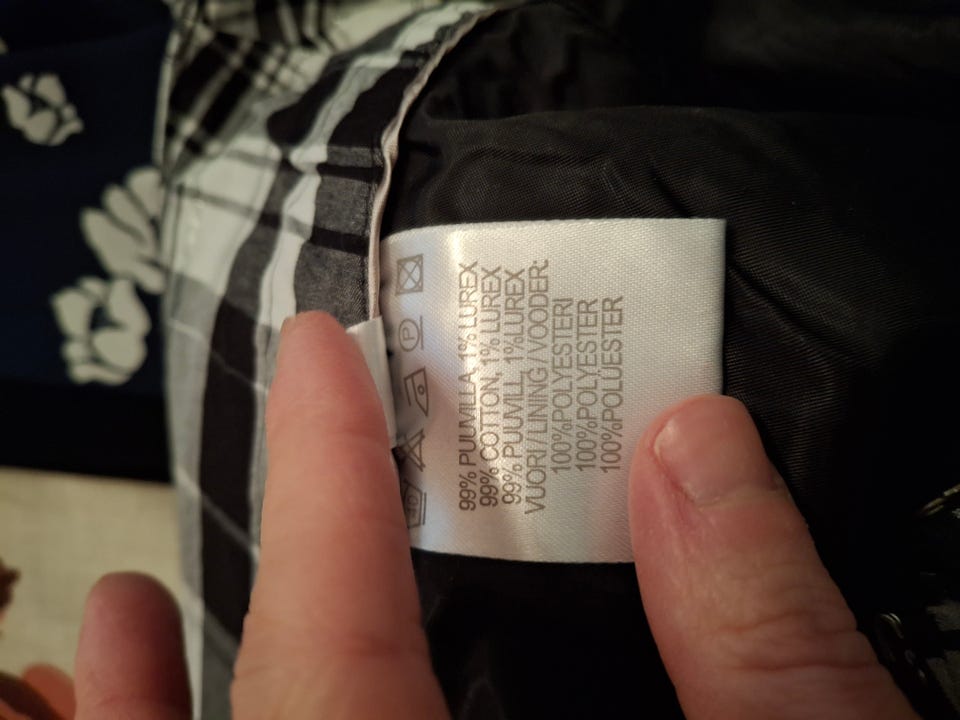 99% PUUVILLA, 1% LUREX
99% COTTON, 1% LUREX
99% PUUVILL, 1%LUREX
VUORI/LINING/VOODER:
100%POLYESTERI
100%POLYESTER
100%POLUESTER
40
P